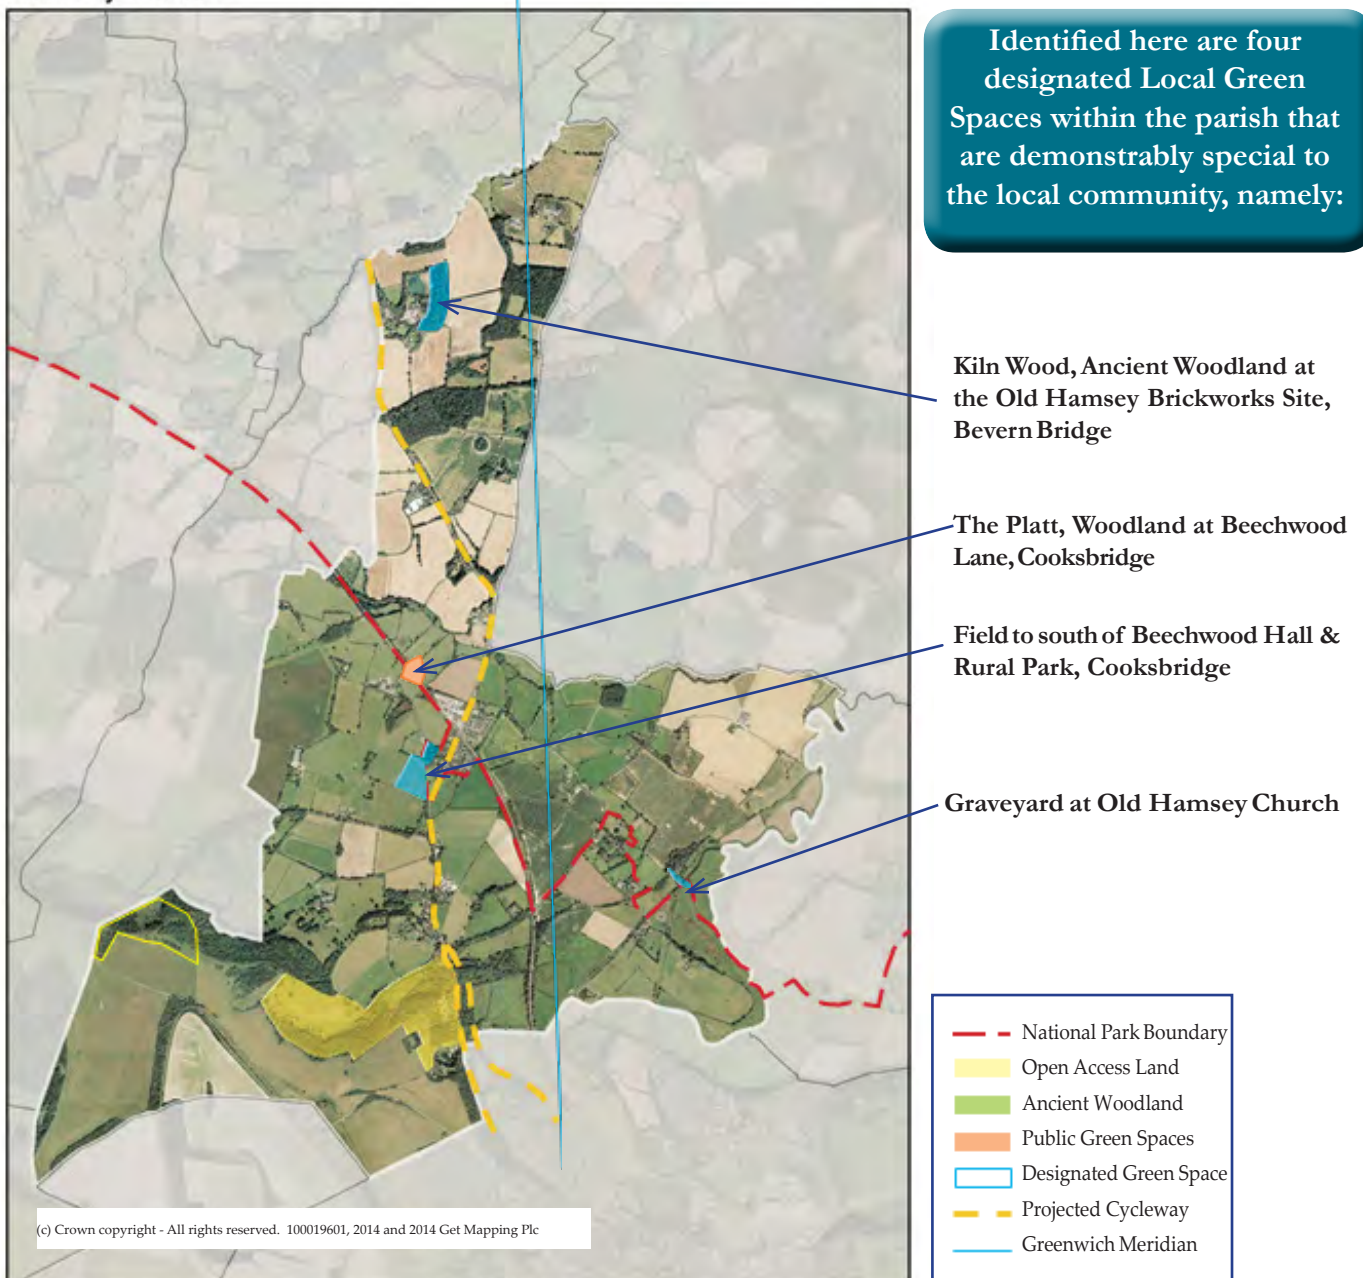 Identified here are four
designated Local Green
Spaces within the parish that
are demonstrably special to
the local community, namely:
Kiln Wood, Ancient Woodland at
the Old Hamsey Brickworks Site,
Bevern Bridge
The Platt, Woodland at Beechwood
Lane, Cooksbridge
Field to south of Beechwood Hall &
Rural Park, Cooksbridge
Graveyard at Old Hamsey Church
National Park Boundary
Open Access Land
Ancient Woodland
Public Green Spaces
Designated Green Space
Projected Cycleway
Greenwich Meridian
(c) Crown copyright - All rights reserved. 100019601, 2014 and 2014 Get Mapping Plc